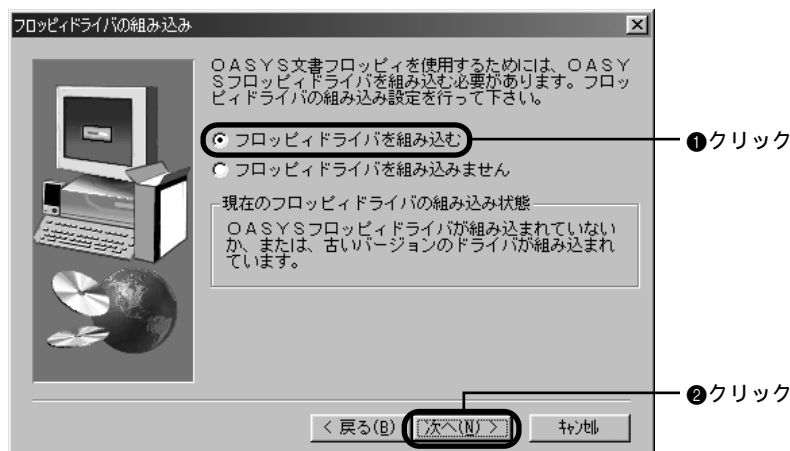 フロッピィドライバの組み込み
ＯＡＳＹＳ文書フロッピィを使用するためには、ＯＡＳＹ
Ｓフロッピィドライバを組み込む必要があります。フロッ
ピィドライバの組み込み設定を行って下さい。
フロッピィドライバを組み込む
❶クリック
フロッピィドライバを組み込みません
現在のフロッピィドライバの組み込み状態
ＯＡＳＹＳフロッピィドライバが組み込まれていない
か、または、古いバージョンのドライバが組み込まれ
ています。
❷クリック
< 戻る(B) 次へ(N) > ｷｬﾝｾﾙ